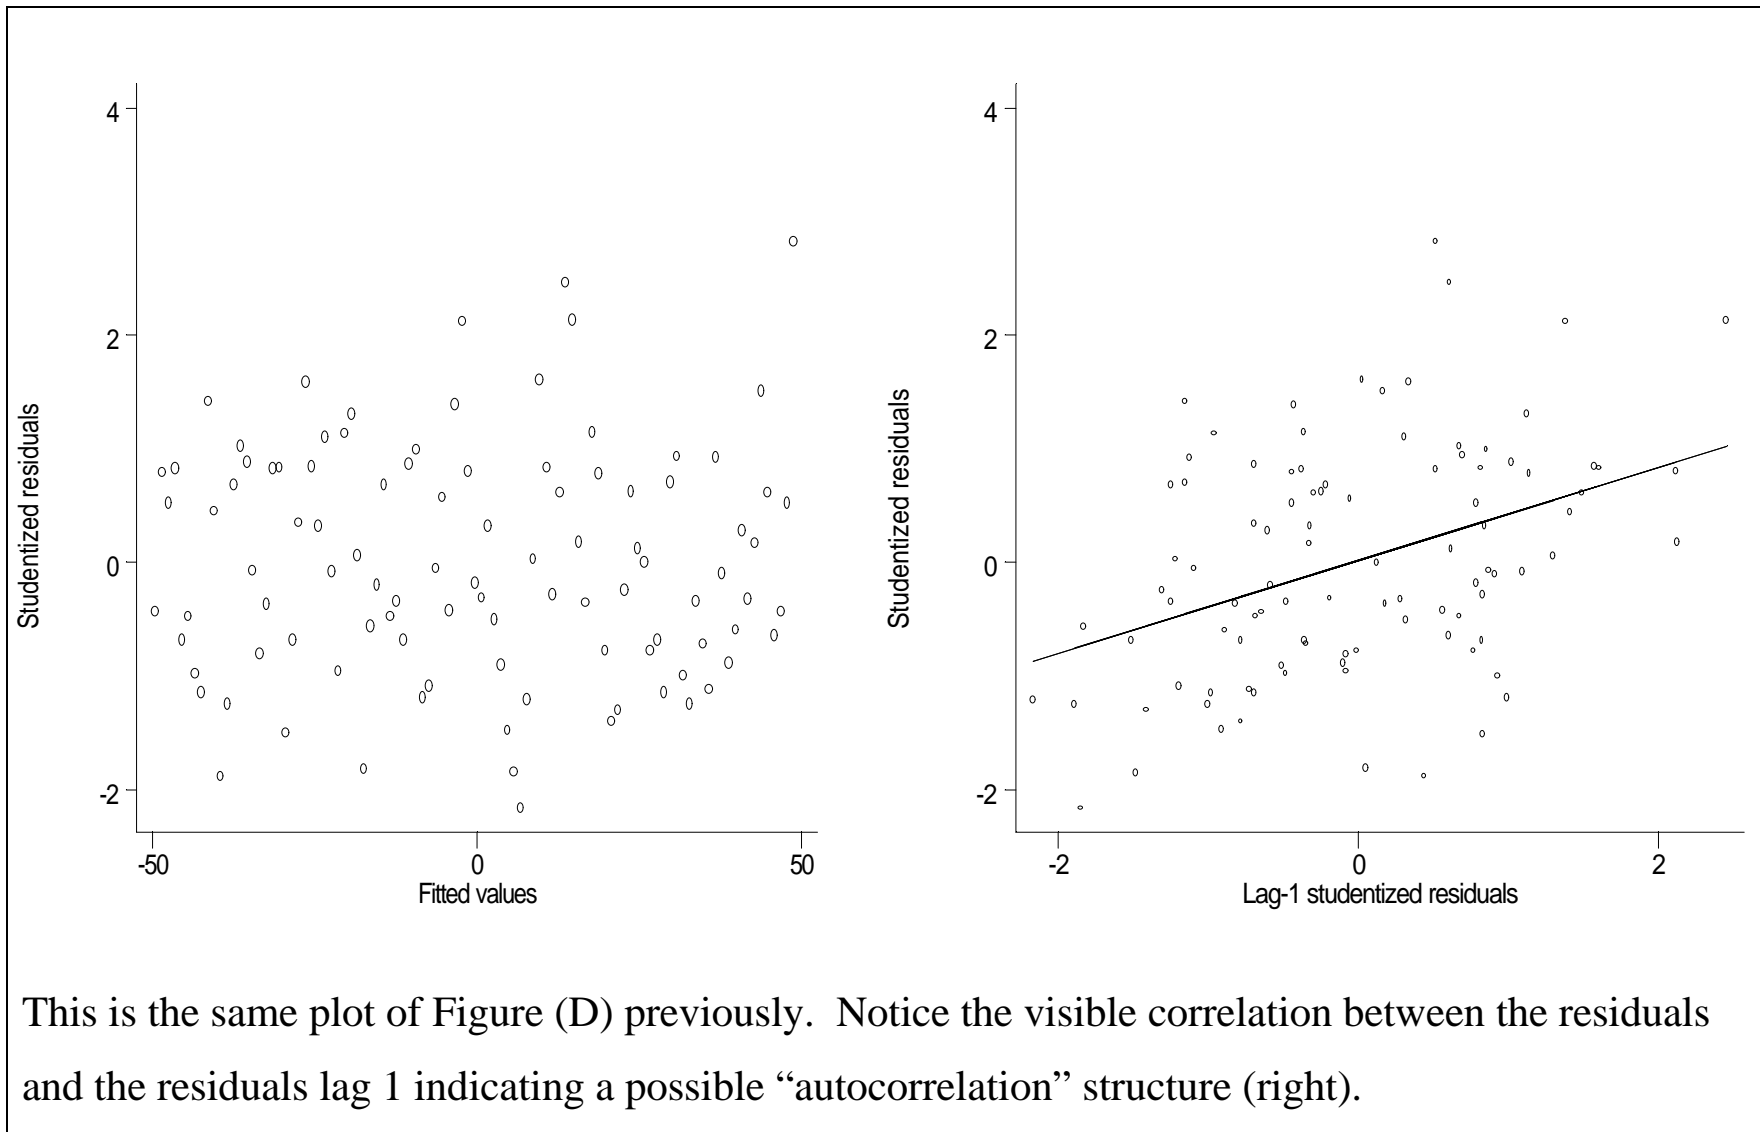 4
2
0
-2
Studentized residuals
-50
0
50
Fitted values
4
2
0
-2
Studentized residuals
-2
0
2
Lag-1 studentized residuals
This is the same plot of Figure (D) previously.  Notice the visible correlation between the residuals
and the residuals lag 1 indicating a possible “autocorrelation” structure (right).